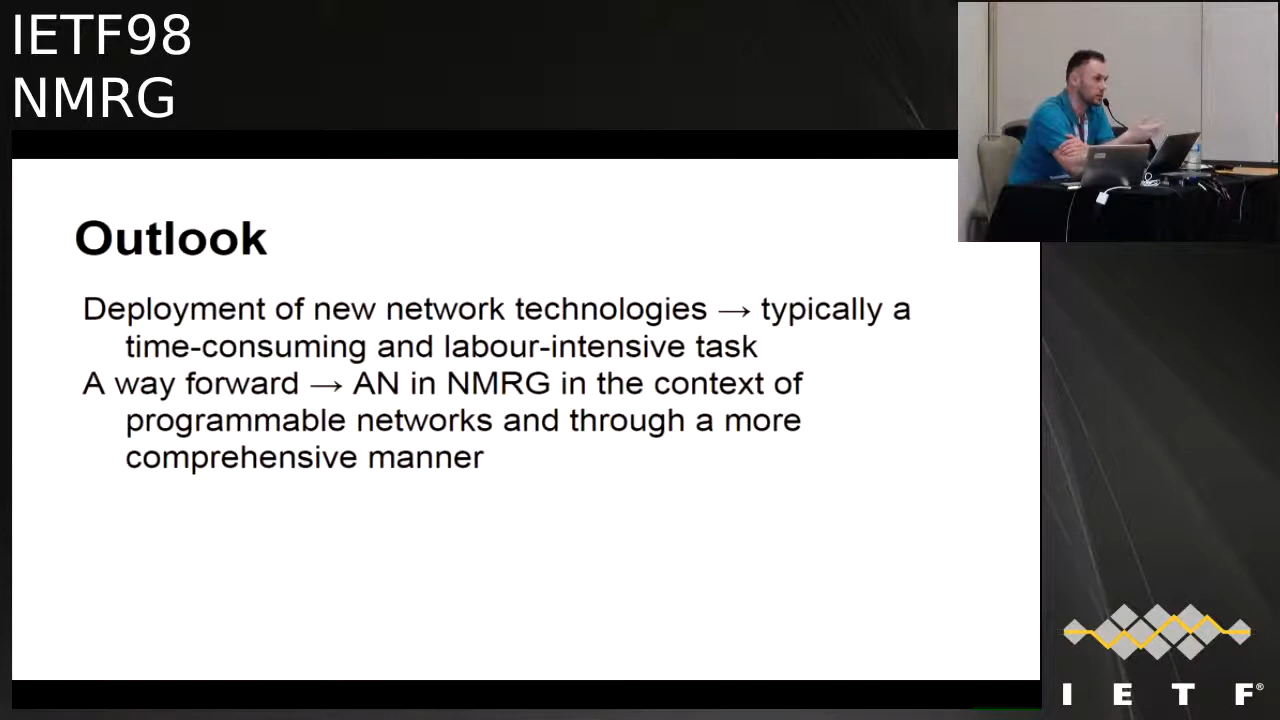 IETF98
NMRG
Outlook
Deployment of new network technologies → typically a
time-consuming and labour-intensive task
A way forward → AN in NMRG in the context of
programmable networks and through a more
comprehensive manner
I E T F®